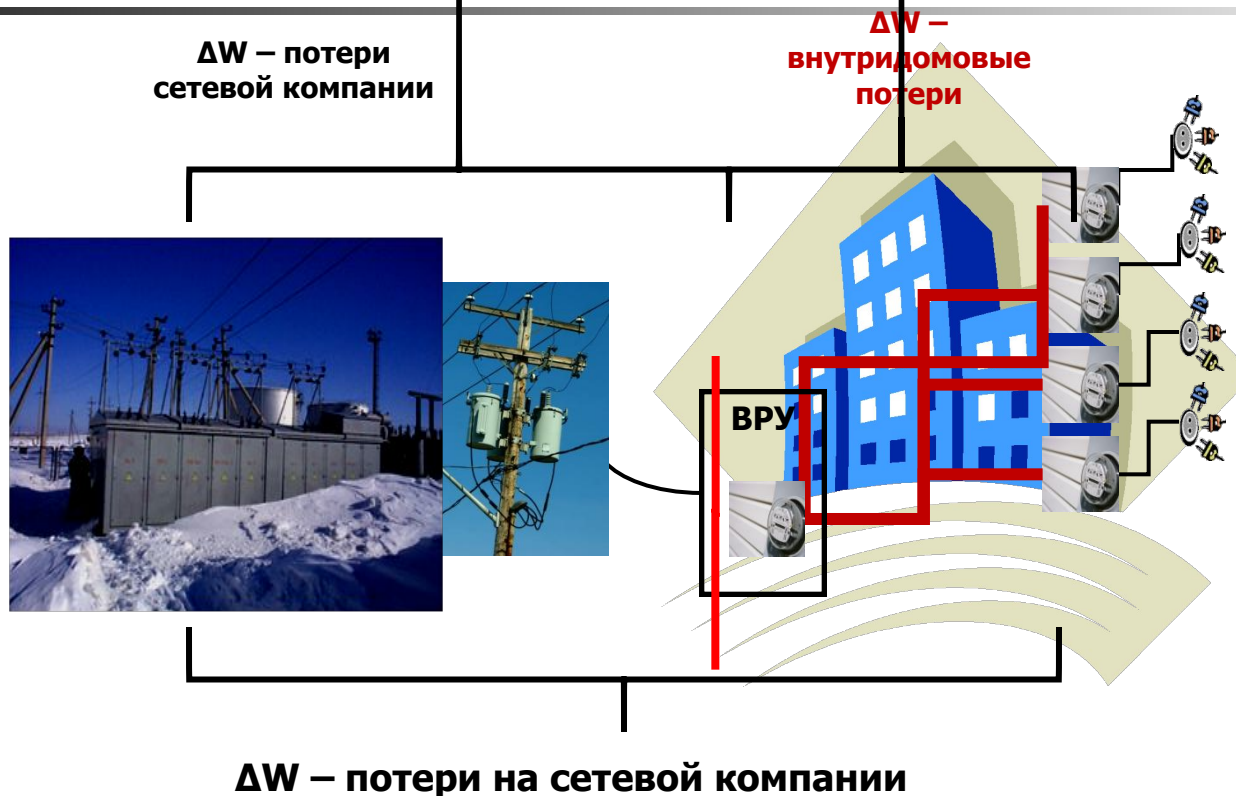 ΔW – потери
сетевой компании
ΔW –
внутридомовые
потери
ВРУ
ΔW – потери на сетевой компании